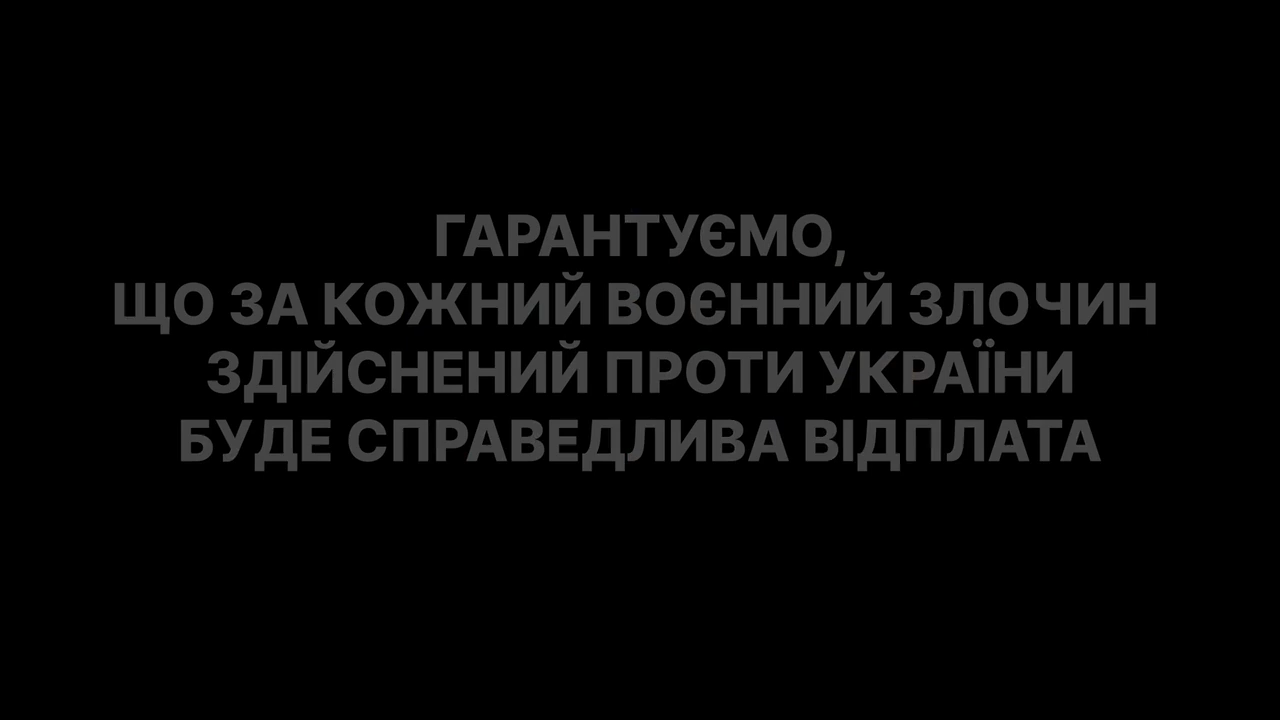 ГАРАНТУЄМО,
ЩО ЗА КОЖНИЙ ВОЄННИЙ ЗЛОЧИН
ЗДІЙСНЕНИЙ ПРОТИ УКРАЇНИ
БУДЕ СПРАВЕДЛИВА ВІДПЛАТА